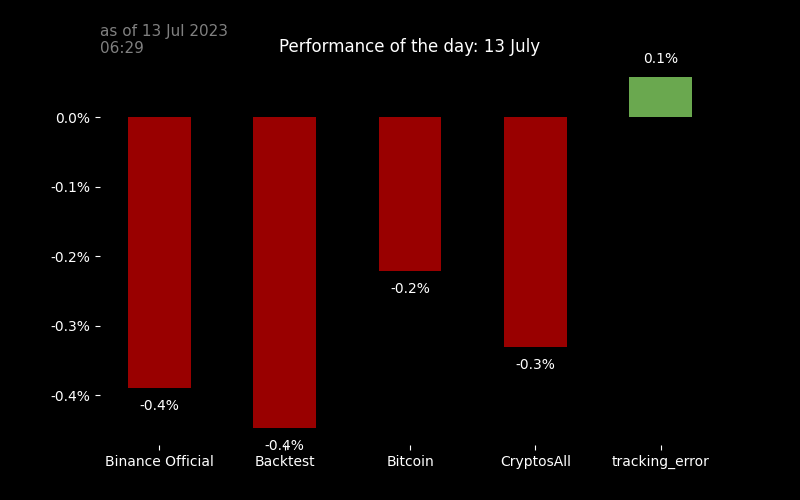 as of 13 Jul 2023
06:29
Performance of the day: 13 July
0.1%
0.0%
-0.1%
-0.2%
-0.3%
-0.4%
-0.2%
-0.3%
-0.4%
-0.4%
Binance Official
Backtest
Bitcoin
CryptosAll
tracking_error